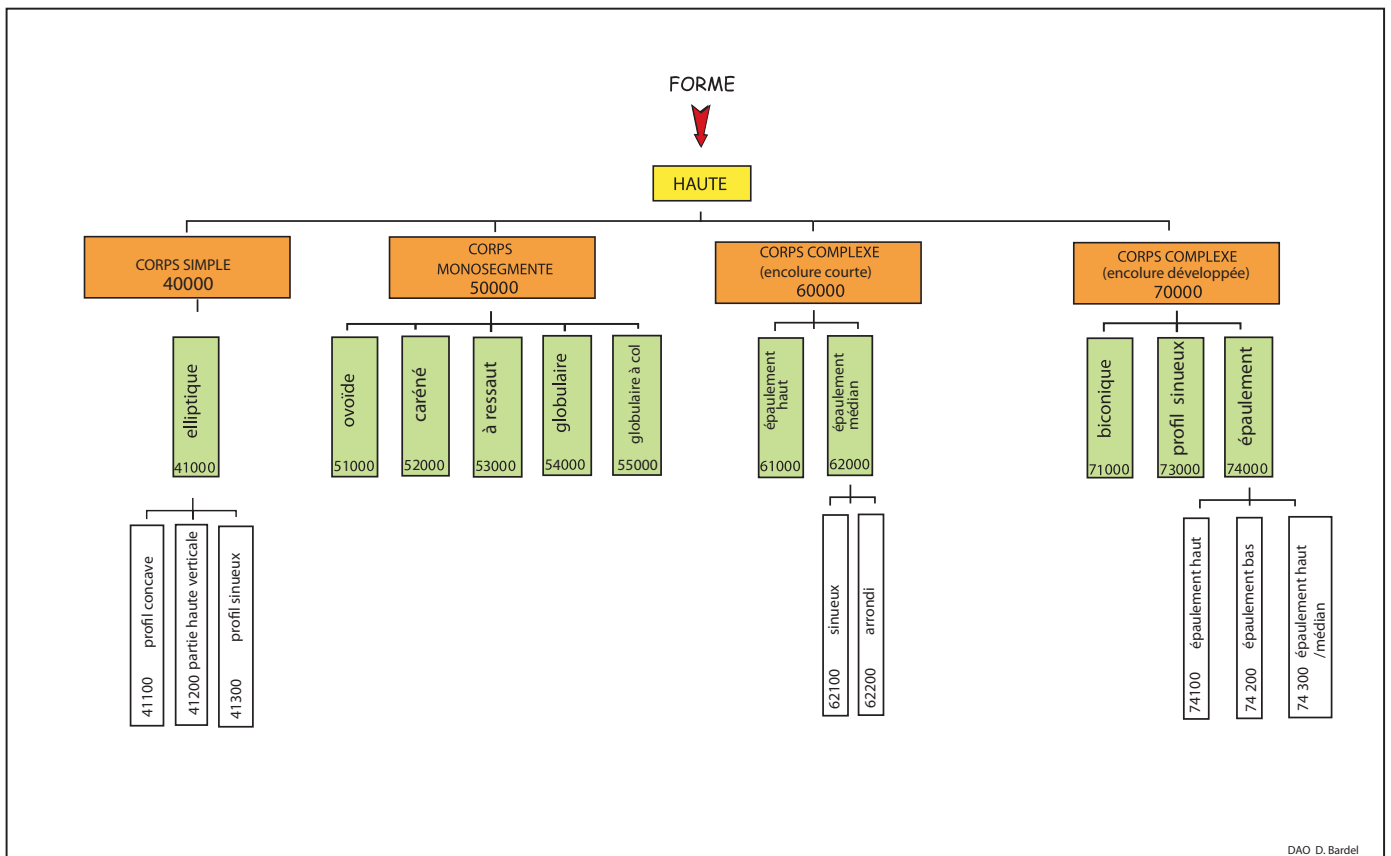 FORME
HAUTE
CORPS SIMPLE
40000
CORPS
MONOSEGMENTE
50000
CORPS COMPLEXE
(encolure courte)
60000
CORPS COMPLEXE
(encolure développée)
70000
elliptique
41000
ovoïde
51000
caréné
52000
à ressaut
53000
globulaire
54000
globulaire à col
55000
épaulement
haut
61000
épaulement
médian
62000
biconique
71000
profil sinueux
73000
épaulement
74000
41100 profil concave
41200 partie haute verticale
41300 profil sinueux
62100 sinueux
62200 arrondi
74100 épaulement haut
74 200 épaulement bas
74 300 épaulement haut
/médian
DAO D. Bardel